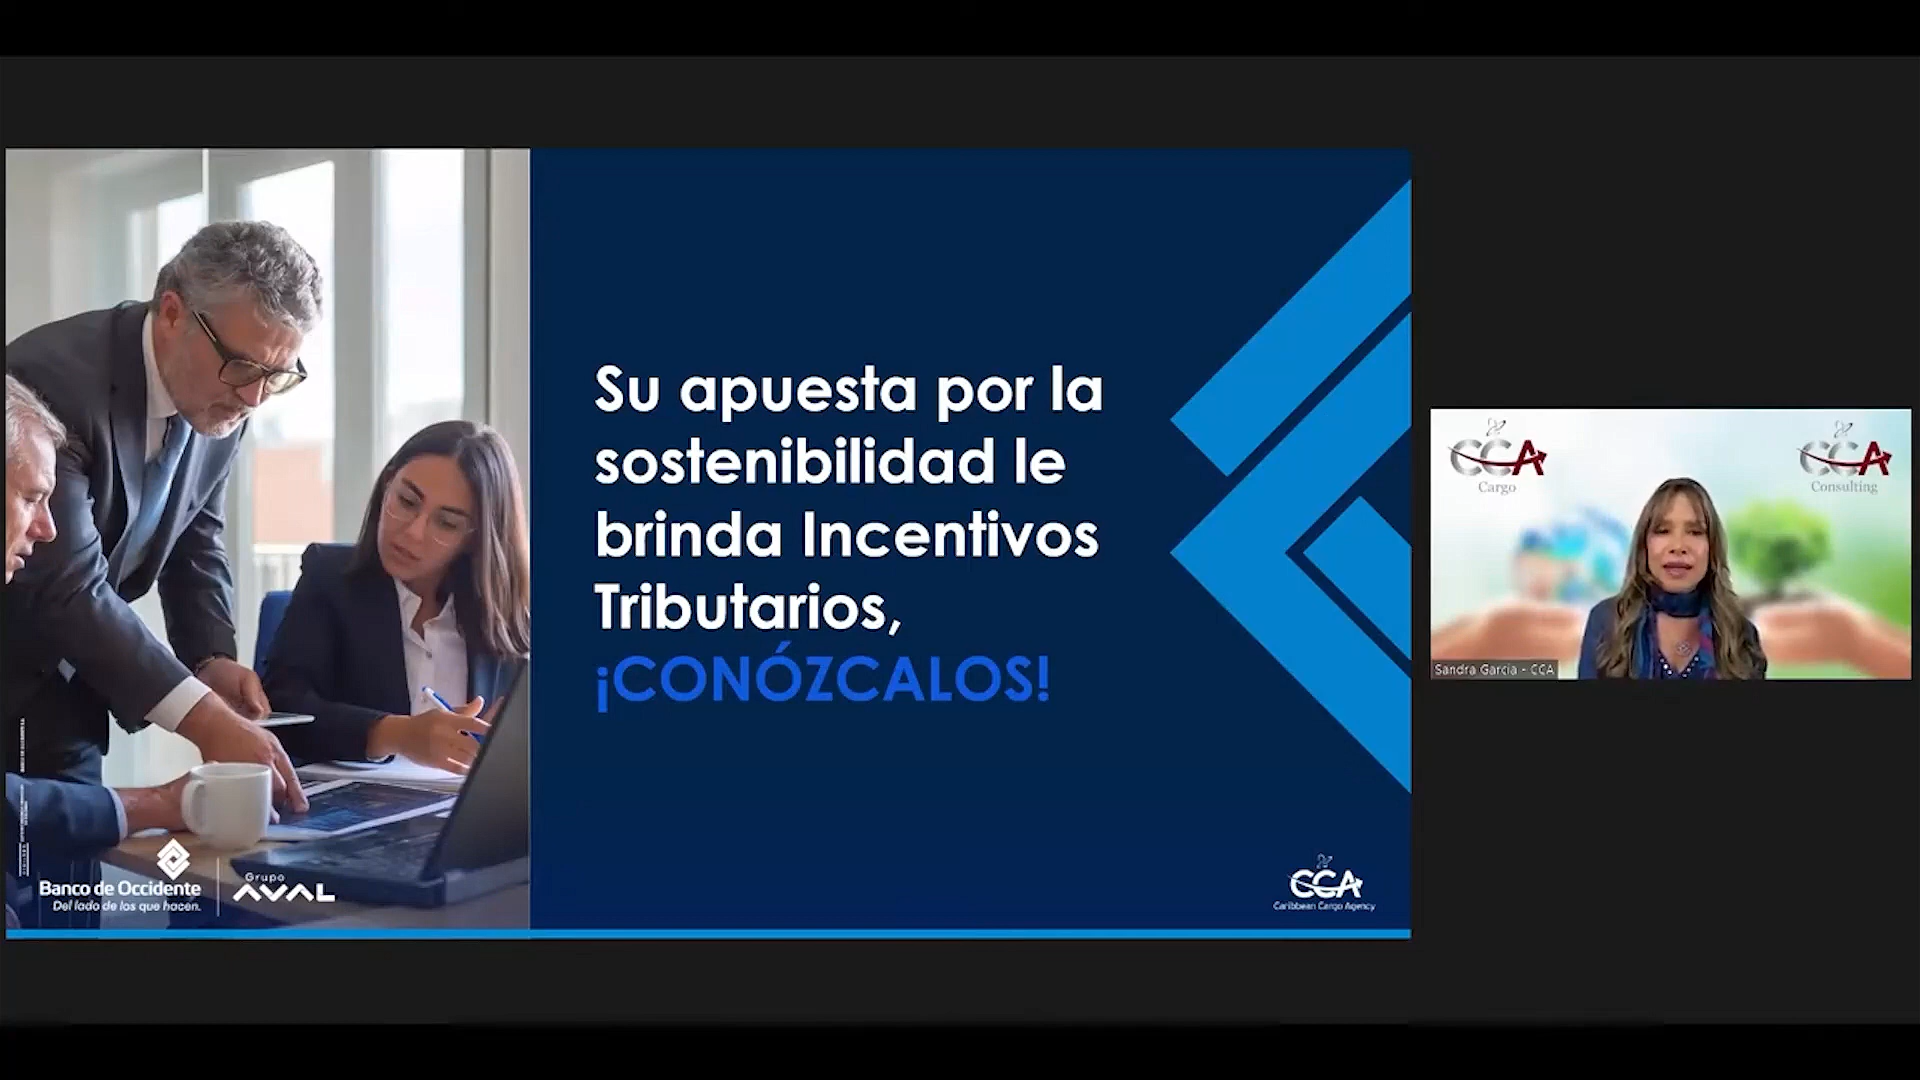 Su apuesta por la
sostenibilidad le
brinda Incentivos
Tributarios,
¡CONÓZCALOS!
Banco de Occidente
Del lado de los que hacen.
Grupo
AVAL
CCA
Caribbean Cargo Agency
CCA
Cargo
CCA
Consulting
Sandra Garcia - CCA